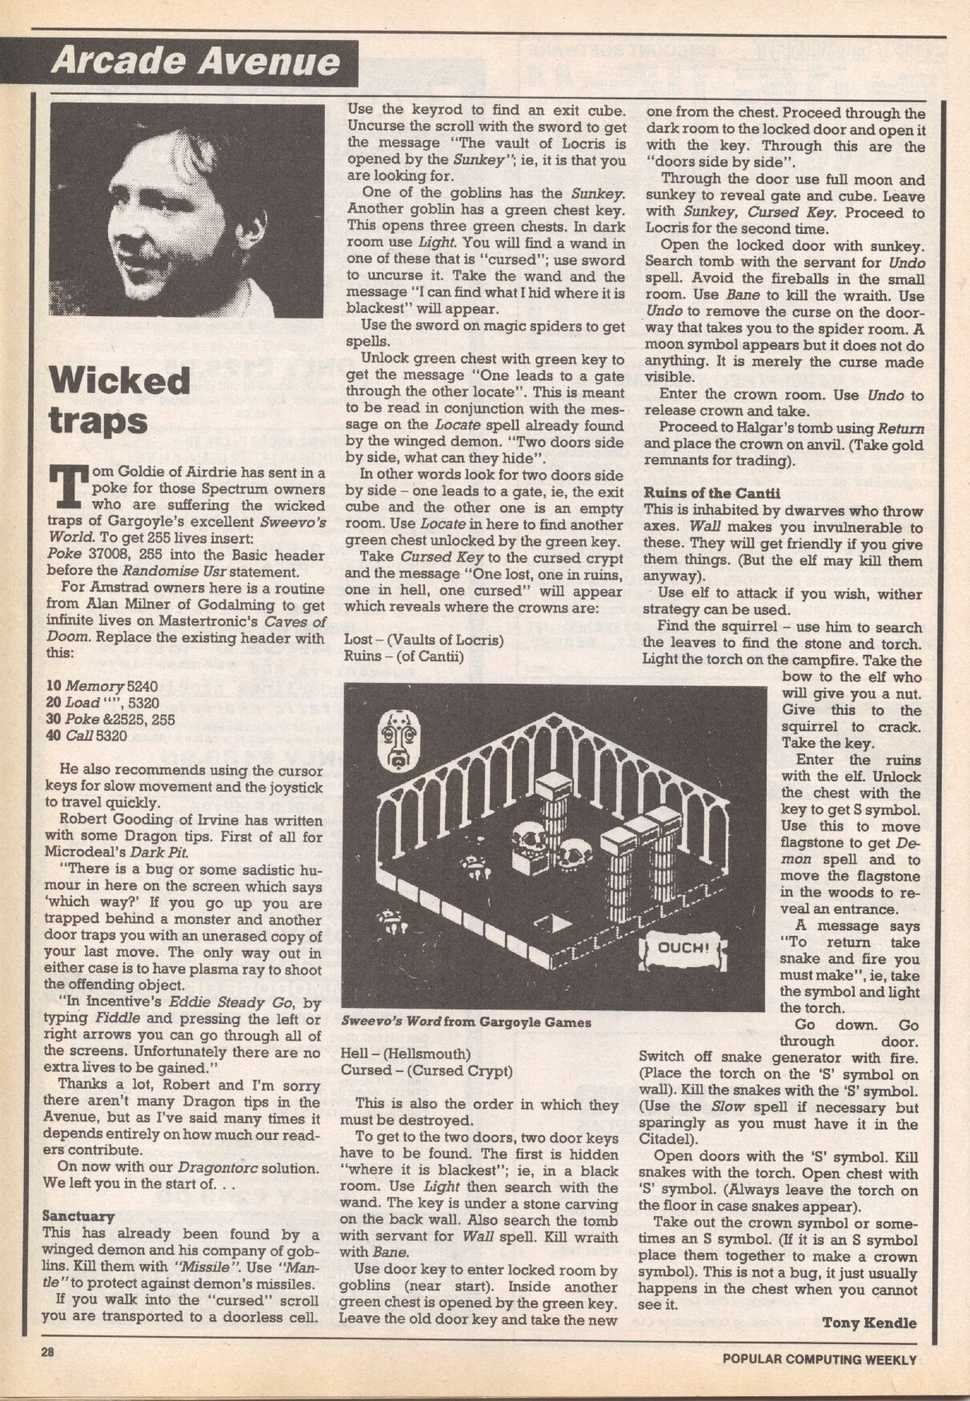 Arcade Avenue
Wicked
traps
Tom Goldie of Airdrie has sent in a
poke for those Spectrum owners
who are suffering the wicked
traps of Gargoyle's excellent Sweevo's
World. To get 255 lives insert:
Poke 37008, 255 into the Basic header
before the Randomise Usr statement.
For Amstrad owners here is a routine
from Alan Milner of Godalming to get
infinite lives on Mastertronic's Caves of
Doom. Replace the existing header with
this:
10 Memory 5240
20 Load "", 5320
30 Poke &2525, 255
40 Call 5320
He also recommends using the cursor
keys for slow movement and the joystick
to travel quickly.
Robert Gooding of Irvine has written
with some Dragon tips. First of all for
Microdeal's Dark Pit.
"There is a bug or some sadistic hu-
mour in here on the screen which says
'which way?' If you go up you are
trapped behind a monster and another
door traps you with an unerased copy of
your last move. The only way out in
either case is to have plasma ray to shoot
the offending object.
"In Incentive's Eddie Steady Go, by
typing Fiddle and pressing the left or
right arrows you can go through all of
the screens. Unfortunately there are no
extra lives to be gained."
Thanks a lot, Robert and I'm sorry
there aren't many Dragon tips in the
Avenue, but as I've said many times it
depends entirely on how much our read-
ers contribute.
On now with our Dragontorc solution.
We left you in the start of. . .
Sanctuary
This has already been found by a
winged demon and his company of gob-
lins. Kill them with "Missile". Use "Man-
tle" to protect against demon's missiles.
If you walk into the "cursed" scroll
you are transported to a doorless cell.
Use the keyrod to find an exit cube.
Uncurse the scroll with the sword to get
the message "The vault of Locris is
opened by the Sunkey"; ie, it is that you
are looking for.
One of the goblins has the Sunkey.
Another goblin has a green chest key.
This opens three green chests. In dark
room use Light. You will find a wand in
one of these that is "cursed"; use sword
to uncurse it. Take the wand and the
message "I can find what I hid where it is
blackest" will appear.
Use the sword on magic spiders to get
spells.
Unlock green chest with green key to
get the message "One leads to a gate
through the other locate". This is meant
to be read in conjunction with the mes-
sage on the Locate spell already found
by the winged demon. "Two doors side
by side, what can they hide".
In other words look for two doors side
by side – one leads to a gate, ie, the exit
cube and the other one is an empty
room. Use Locate in here to find another
green chest unlocked by the green key.
Take Cursed Key to the cursed crypt
and the message "One lost, one in ruins,
one in hell, one cursed" will appear
which reveals where the crowns are:
Lost – (Vaults of Locris)
Ruins – (of Cantii)
OUCH!
Sweevo's Word from Gargoyle Games
Hell – (Hellsmouth)
Cursed – (Cursed Crypt)
This is also the order in which they
must be destroyed.
To get to the two doors, two door keys
have to be found. The first is hidden
"where it is blackest"; ie, in a black
room. Use Light then search with the
wand. The key is under a stone carving
on the back wall. Also search the tomb
with servant for Wall spell. Kill wraith
with Bane.
Use door key to enter locked room by
goblins (near start). Inside another
green chest is opened by the green key.
Leave the old door key and take the new
one from the chest. Proceed through the
dark room to the locked door and open it
with the key. Through this are the
"doors side by side".
Through the door use full moon and
sunkey to reveal gate and cube. Leave
with Sunkey, Cursed Key. Proceed to
Locris for the second time.
Open the locked door with sunkey.
Search tomb with the servant for Undo
spell. Avoid the fireballs in the small
room. Use Bane to kill the wraith. Use
Undo to remove the curse on the door-
way that takes you to the spider room. A
moon symbol appears but it does not do
anything. It is merely the curse made
visible.
Enter the crown room. Use Undo to
release crown and take.
Proceed to Halgar's tomb using Return
and place the crown on anvil. (Take gold
remnants for trading).
Ruins of the Cantii
This is inhabited by dwarves who throw
axes. Wall makes you invulnerable to
these. They will get friendly if you give
them things. (But the elf may kill them
anyway).
Use elf to attack if you wish, wither
strategy can be used.
Find the squirrel – use him to search
the leaves to find the stone and torch.
Light the torch on the campfire. Take the
bow to the elf who
will give you a nut.
Give this to the
squirrel to crack.
Take the key.
Enter the ruins
with the elf. Unlock
the chest with the
key to get S symbol.
Use this to move
flagstone to get De-
mon spell and to
move the flagstone
in the woods to re-
veal an entrance.
A message says
"To return take
snake and fire you
must make", ie, take
the symbol and light
the torch.
Go down. Go
through door.
Switch off snake generator with fire.
(Place the torch on the 'S' symbol on
wall). Kill the snakes with the 'S' symbol.
(Use the Slow spell if necessary but
sparingly as you must have it in the
Citadel).
Open doors with the 'S' symbol. Kill
snakes with the torch. Open chest with
'S' symbol. (Always leave the torch on
the floor in case snakes appear).
Take out the crown symbol or some-
times an S symbol. (If it is an S symbol
place them together to make a crown
symbol). This is not a bug, it just usually
happens in the chest when you cannot
see it.
Tony Kendle
28
POPULAR COMPUTING WEEKLY